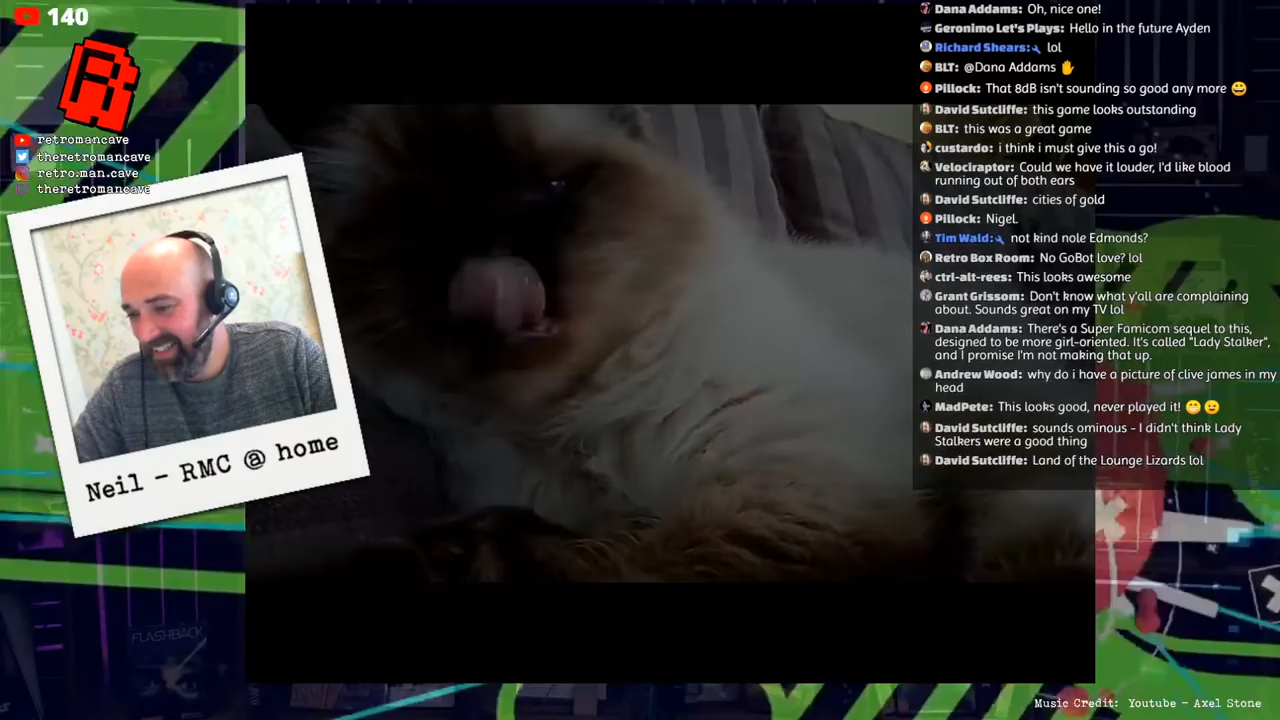 140
retromancave
theretromancave
retro.man.cave
theretromancave
Neil - RMC @ home
FLASHBACK
Dana Addams: Oh, nice one!
Geronimo Let's Plays: Hello in the future Ayden
Richard Shears: lol
BLT: @Dana Addams ✋
Pillock: That 8dB isn't sounding so good any more 😀
David Sutcliffe: this game looks outstanding
BLT: this was a great game
custardo: i think i must give this a go!
Velociraptor: Could we have it louder, I'd like blood
running out of both ears
David Sutcliffe: cities of gold
Pillock: Nigel.
Tim Wald: not kind nole Edmonds?
Retro Box Room: No GoBot love? lol
ctrl-alt-rees: This looks awesome
Grant Grissom: Don't know what y'all are complaining
about. Sounds great on my TV lol
Dana Addams: There's a Super Famicom sequel to this,
designed to be more girl-oriented. It's called "Lady Stalker",
and I promise I'm not making that up.
Andrew Wood: why do i have a picture of clive james in my
head
MadPete: This looks good, never played it! 😁 😉
David Sutcliffe: sounds ominous - I didn't think Lady
Stalkers were a good thing
David Sutcliffe: Land of the Lounge Lizards lol
Music Credit: Youtube - Axel Stone